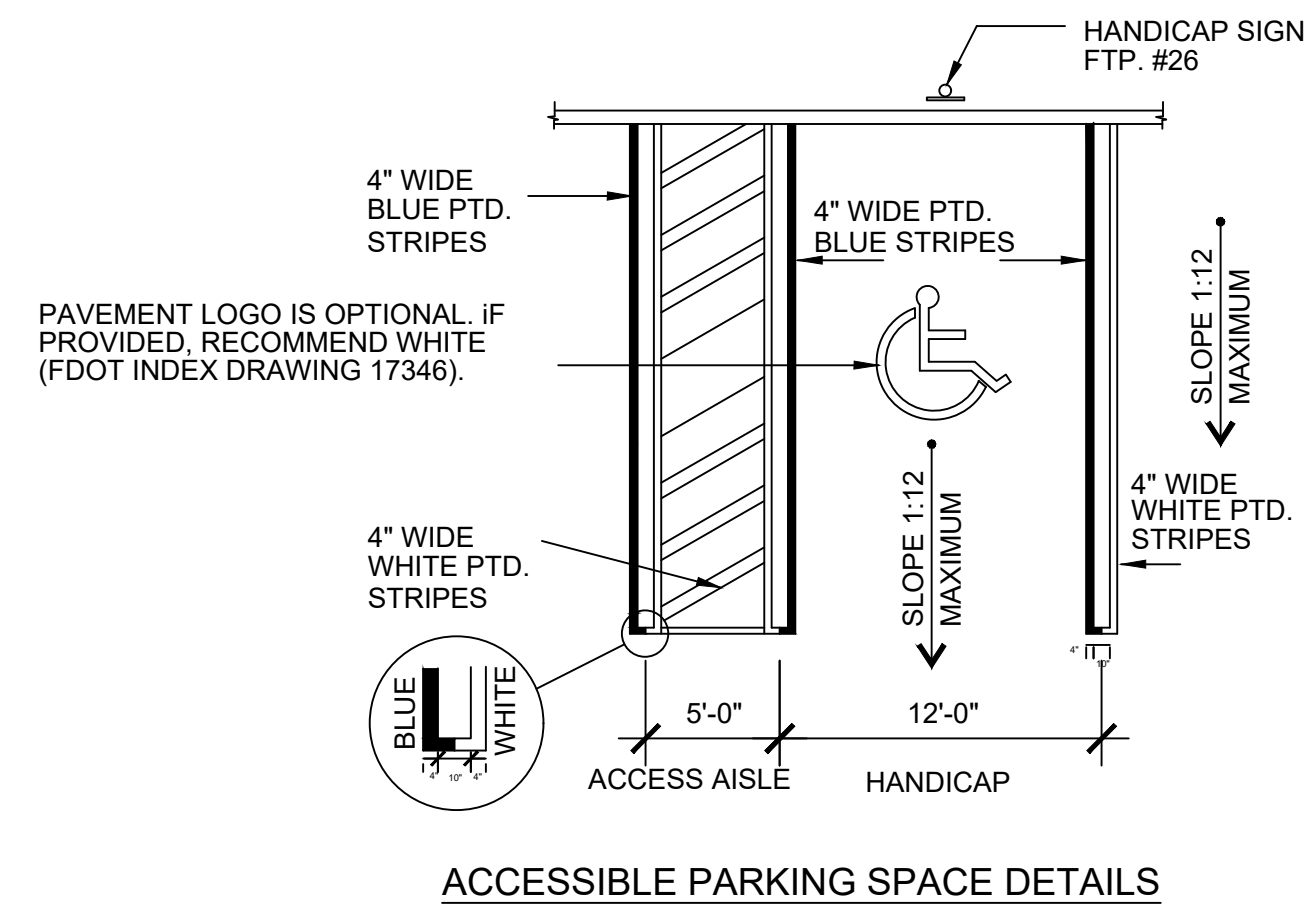 HANDICAP SIGN
FTP. #26
4" WIDE
BLUE PTD.
STRIPES
4" WIDE PTD.
BLUE STRIPES
SLOPE 1:12
MAXIMUM
PAVEMENT LOGO IS OPTIONAL. iF
PROVIDED, RECOMMEND WHITE
(FDOT INDEX DRAWING 17346).
SLOPE 1:12
MAXIMUM
4" WIDE
WHITE PTD.
STRIPES
4" WIDE
WHITE PTD.
STRIPES
4"
10"
BLUE
WHITE
4"
10"
4"
5'-0"
12'-0"
ACCESS AISLE
HANDICAP
ACCESSIBLE PARKING SPACE DETAILS